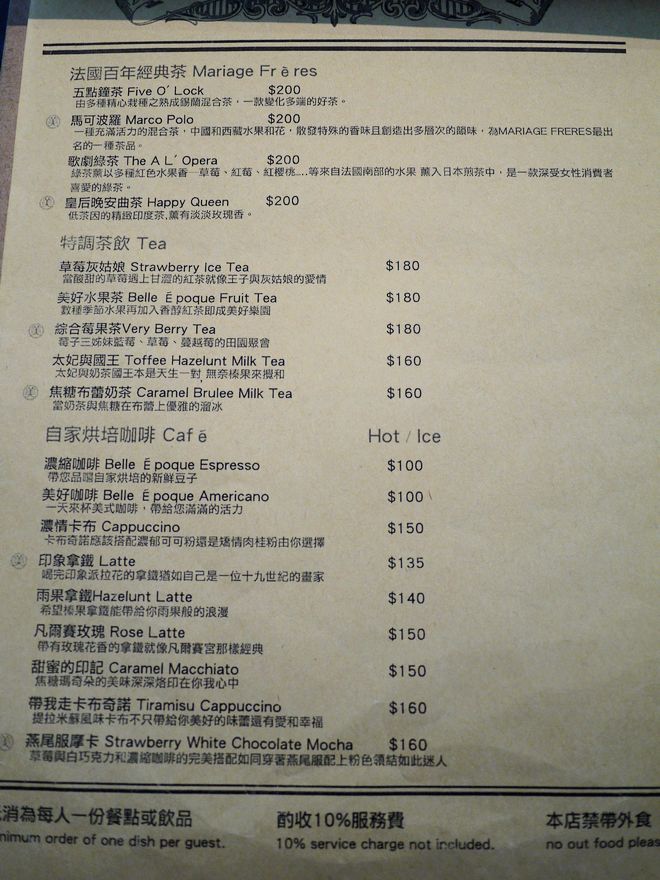 法國百年經典茶 Mariage Frères
五點鐘茶 Five O' Lock $200
由多種精心栽種之熟成錫蘭混合茶，一款變化多端的好茶。
馬可波羅 Marco Polo $200
一種充滿活力的混合茶，中國和西藏水果和花，散發特殊的香味且創造出多層次的韻味，為MARIAGE FRERES最出
名的一種茶品。
歌劇綠茶 The A L' Opera $200
綠茶薰以多種紅色水果香—草莓、紅莓、紅櫻桃....等來自法國南部的水果 薰入日本煎茶中，是一款深受女性消費者
喜愛的綠茶。
皇后晚安曲茶 Happy Queen $200
低茶因的精緻印度茶,薰有淡淡玫瑰香。
特調茶飲 Tea
草莓灰姑娘 Strawberry Ice Tea $180
當酸甜的草莓遇上甘澀的紅茶就像王子與灰姑娘的愛情
美好水果茶 Belle Époque Fruit Tea $180
數種季節水果再加入香醇紅茶即成美好樂園
綜合莓果茶Very Berry Tea $180
莓子三姊妹藍莓、草莓、蔓越莓的田園聚會
太妃與國王 Toffee Hazelunt Milk Tea $160
太妃與奶茶國王本是天生一對,無奈榛果來攪和
焦糖布蕾奶茶 Caramel Brulee Milk Tea $160
當奶茶與焦糖在布蕾上優雅的溜冰
自家烘培咖啡 Café Hot / Ice
濃縮咖啡 Belle Époque Espresso $100
帶您品嚐自家烘培的新鮮豆子
美好咖啡 Belle Époque Americano $100
一天來杯美式咖啡，帶給您滿滿的活力
濃情卡布 Cappuccino $150
卡布奇諾應該搭配濃郁可可粉還是矯情肉桂粉由你選擇
印象拿鐵 Latte $135
喝完印象派拉花的拿鐵猶如自己是一位十九世紀的畫家
雨果拿鐵Hazelunt Latte $140
希望榛果拿鐵能帶給你雨果般的浪漫
凡爾賽玫瑰 Rose Latte $150
帶有玫瑰花香的拿鐵就像凡爾賽宮那樣經典
甜蜜的印記 Caramel Macchiato $150
焦糖瑪奇朵的美味深深烙印在你我心中
帶我走卡布奇諾 Tiramisu Cappuccino $160
提拉米蘇風味卡布不只帶給你美好的味蕾還有愛和幸福
燕尾服摩卡 Strawberry White Chocolate Mocha $160
草莓與白巧克力和濃縮咖啡的完美搭配如同穿著燕尾服配上粉色領結如此迷人
消為每人一份餐點或飲品 酌收10%服務費 本店禁帶外食
nimum order of one dish per guest. 10% service charge not included. no out food pleas